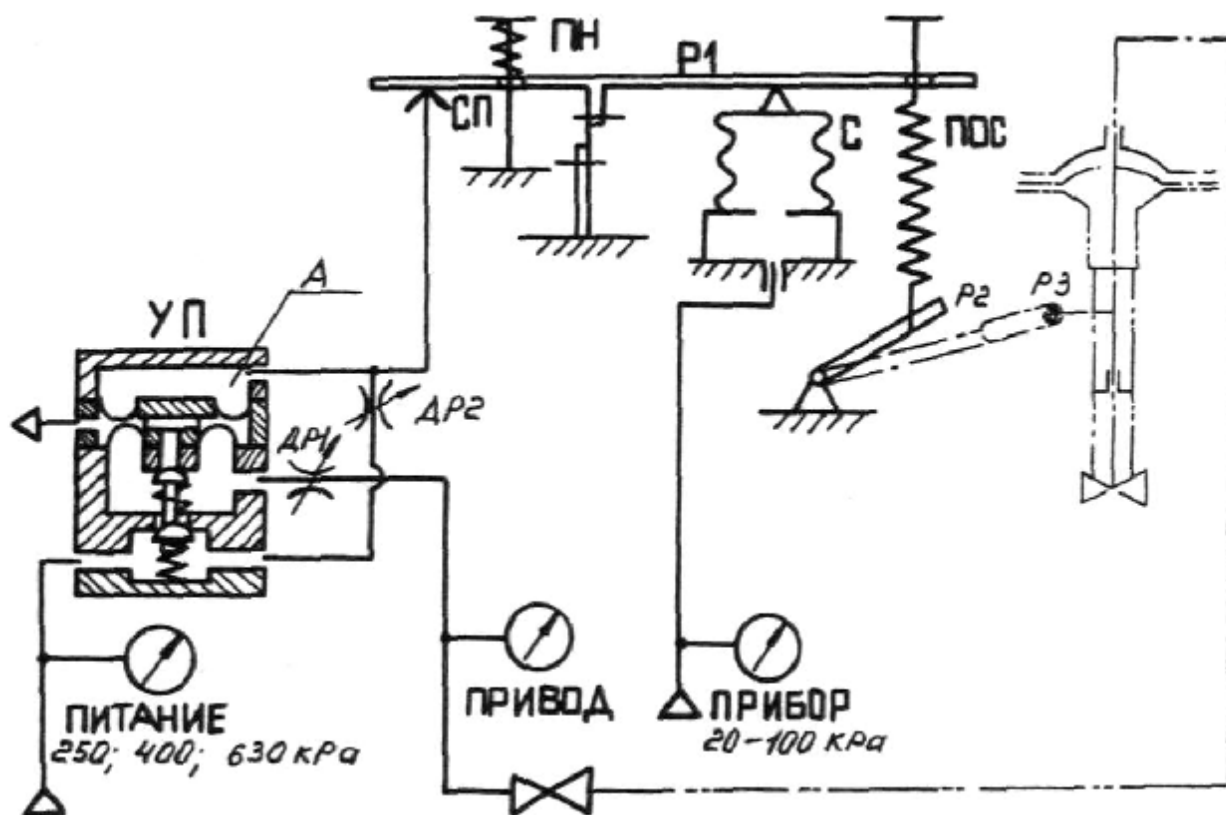 ПН
Р1
СП
С
ПОС
А
УП
Р2
Р3
ДР2
ДР1
ПИТАНИЕ
250; 400; 630 кРа
ПРИВОД
ПРИБОР
20-100 кРа